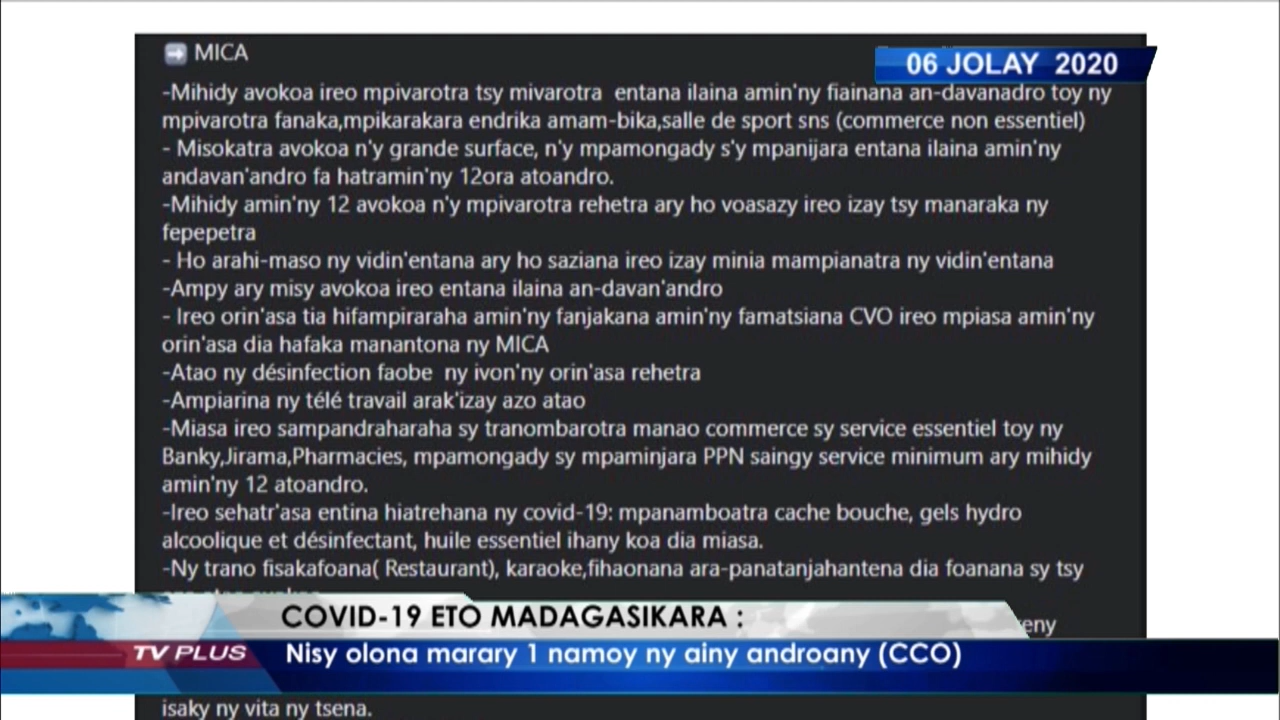 MICA
06 JOLAY 2020
-Mihidy avokoa ireo mpivarotra tsy mivarotra entana ilaina amin'ny fiainana an-davanadro toy ny
mpivarotra fanaka,mpikarakara endrika amam-bika,salle de sport sns (commerce non essentiel)
- Misokatra avokoa n'y grande surface, n'y mpamongady s'y mpanijara entana ilaina amin'ny
andavan'andro fa hatramin'ny 12ora atoandro.
-Mihidy amin'ny 12 avokoa n'y mpivarotra rehetra ary ho voasazy ireo izay tsy manaraka ny
fepepetra
- Ho arahi-maso ny vidin'entana ary ho saziana ireo izay minia mampianatra ny vidin'entana
-Ampy ary misy avokoa ireo entana ilaina an-davan'andro
- Ireo orin'asa tia hifampiraraha amin'ny fanjakana amin'ny famatsiana CVO ireo mpiasa amin'ny
orin'asa dia hafaka manantona ny MICA
-Atao ny désinfection faobe ny ivon'ny orin'asa rehetra
-Ampiarina ny télé travail arak'izay azo atao
-Miasa ireo sampandraharaha sy tranombarotra manao commerce sy service essentiel toy ny
Banky,Jirama,Pharmacies, mpamongady sy mpaminjara PPN saingy service minimum ary mihidy
amin'ny 12 atoandro.
-Ireo sehatr'asa entina hiatrehana ny covid-19: mpanamboatra cache bouche, gels hydro
alcoolique et désinfectant, huile essentiel ihany koa dia miasa.
-Ny trano fisakafoana( Restaurant), karaoke,fihaonana ara-panatanjahantena dia foanana sy tsy
COVID-19 ETO MADAGASIKARA :
TV PLUS
Nisy olona marary 1 namoy ny ainy androany (CCO)
isaky ny vita ny tsena.